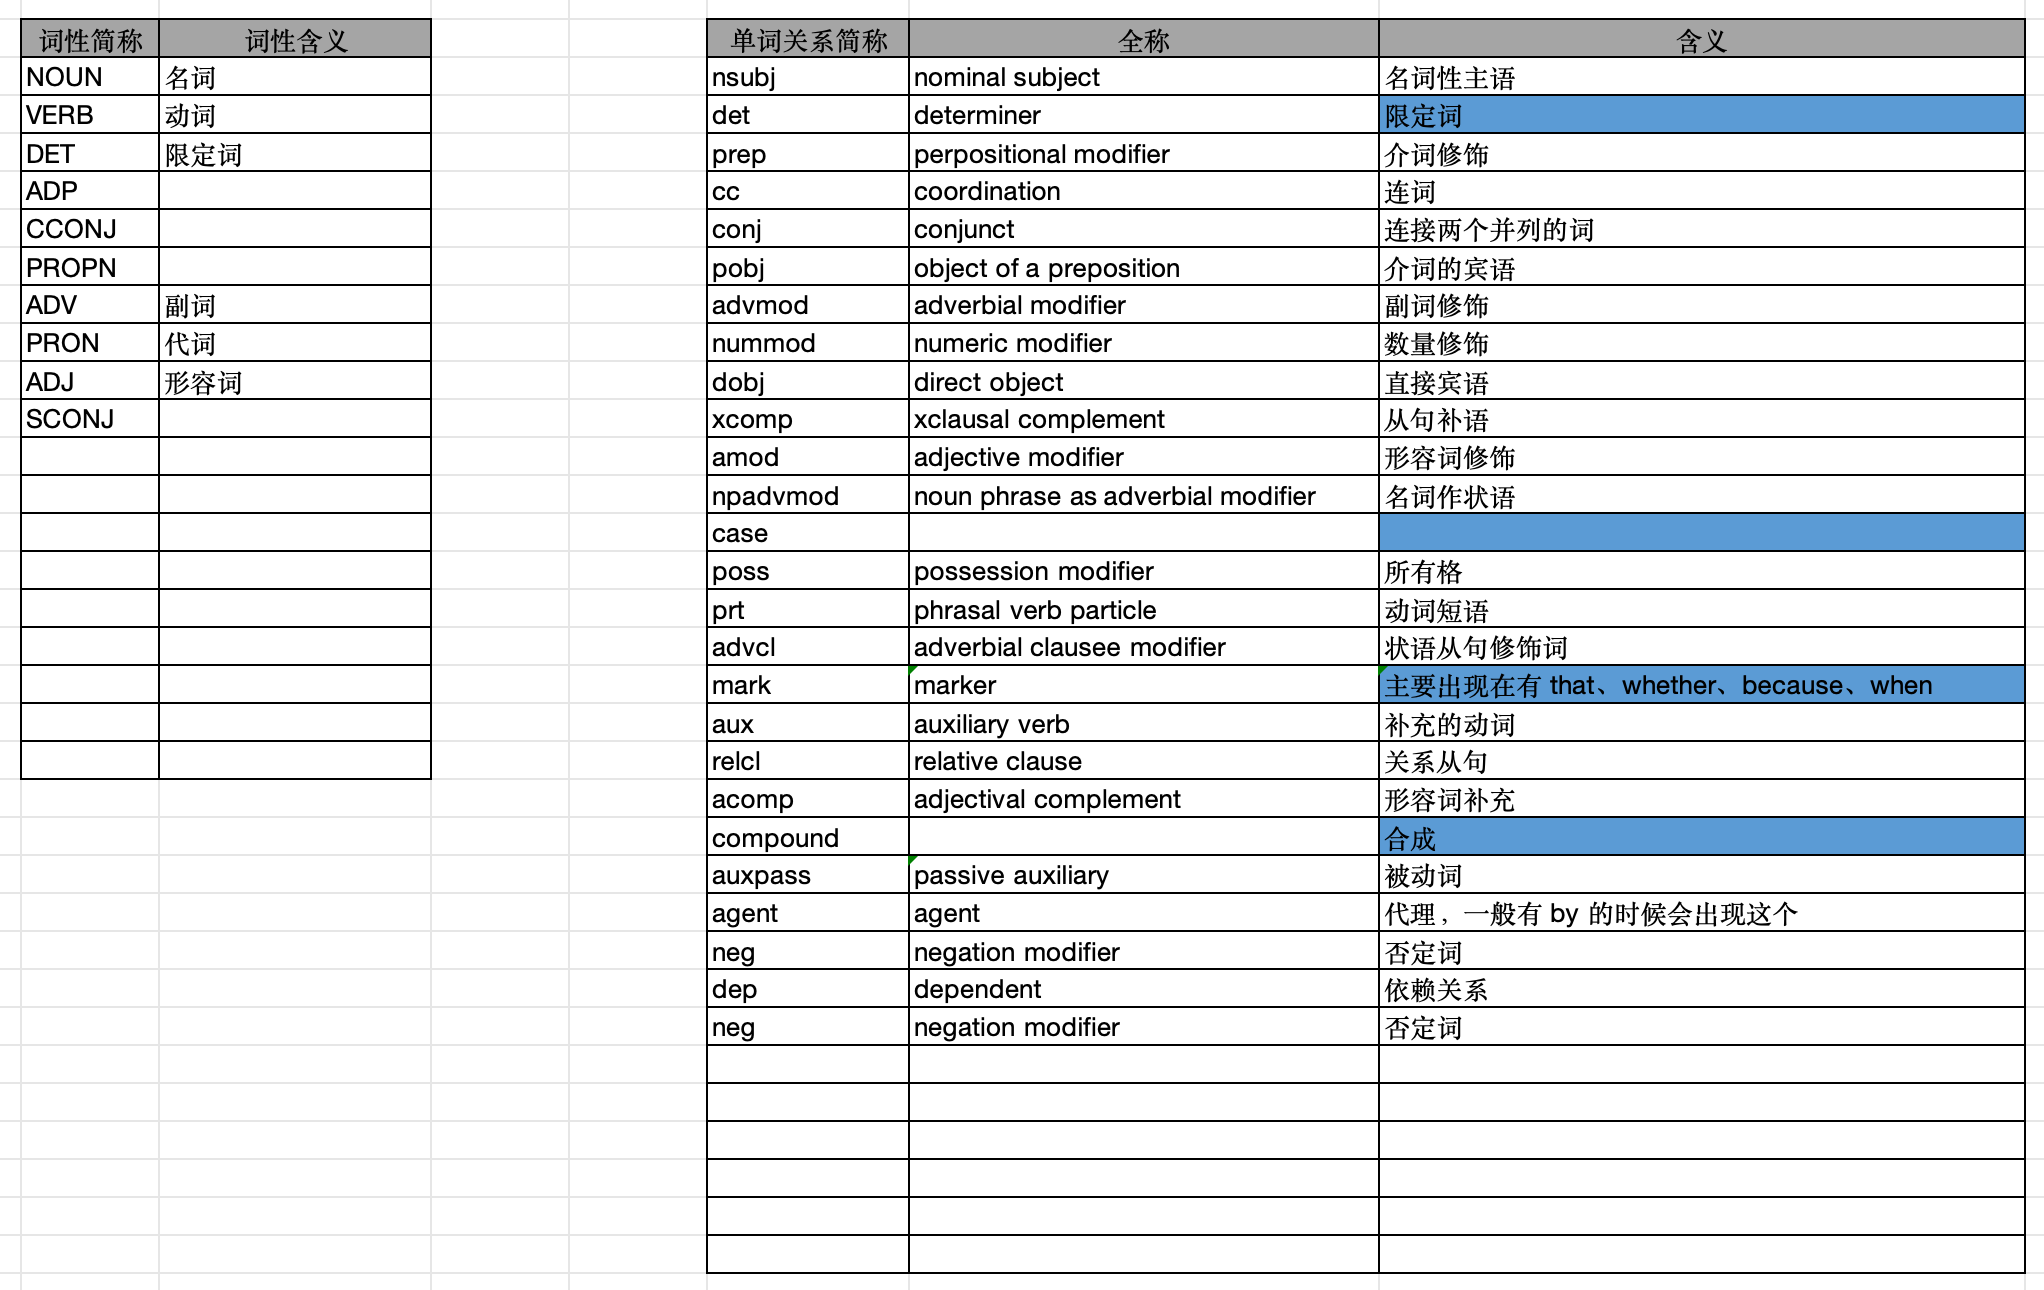 词性简称 词性含义
NOUN 名词
VERB 动词
DET 限定词
ADP
CCONJ
PROPN
ADV 副词
PRON 代词
ADJ 形容词
SCONJ
单词关系简称 全称 含义
nsubj nominal subject 名词性主语
det determiner 限定词
prep perpositional modifier 介词修饰
cc coordination 连词
conj conjunct 连接两个并列的词
pobj object of a preposition 介词的宾语
advmod adverbial modifier 副词修饰
nummod numeric modifier 数量修饰
dobj direct object 直接宾语
xcomp xclausal complement 从句补语
amod adjective modifier 形容词修饰
npadvmod noun phrase as adverbial modifier 名词作状语
case
poss possession modifier 所有格
prt phrasal verb particle 动词短语
advcl adverbial clausee modifier 状语从句修饰词
mark marker 主要出现在有 that、whether、because、when
aux auxiliary verb 补充的动词
relcl relative clause 关系从句
acomp adjectival complement 形容词补充
compound 合成
auxpass passive auxiliary 被动词
agent agent 代理，一般有 by 的时候会出现这个
neg negation modifier 否定词
dep dependent 依赖关系
neg negation modifier 否定词